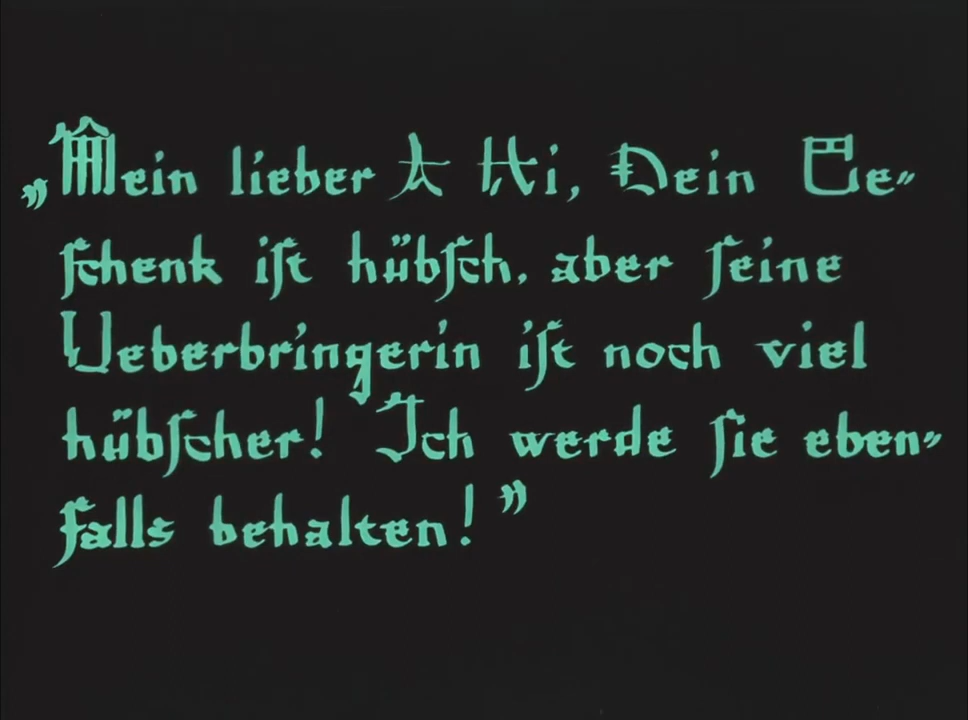 „Mein lieber A Hi, Dein Ge-
ſchenk iſt hübſch, aber ſeine
Ueberbringerin iſt noch viel
hübſcher! Ich werde ſie eben-
falls behalten!”